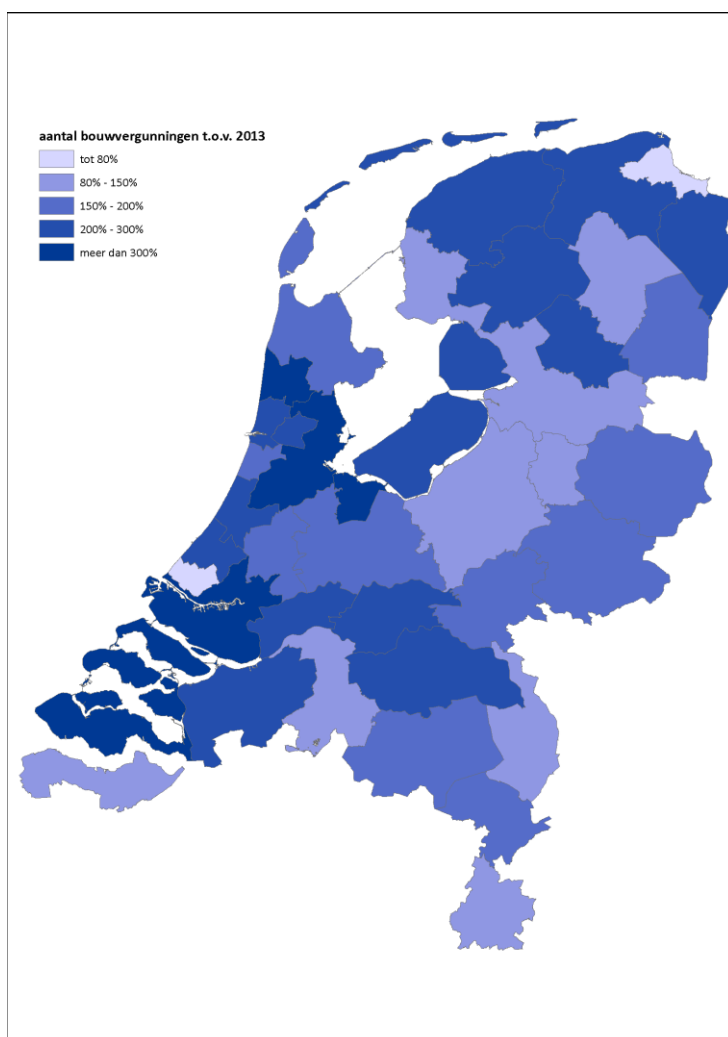 aantal bouwvergunningen t.o.v. 2013
tot 80%
80% - 150%
150% - 200%
200% - 300%
meer dan 300%